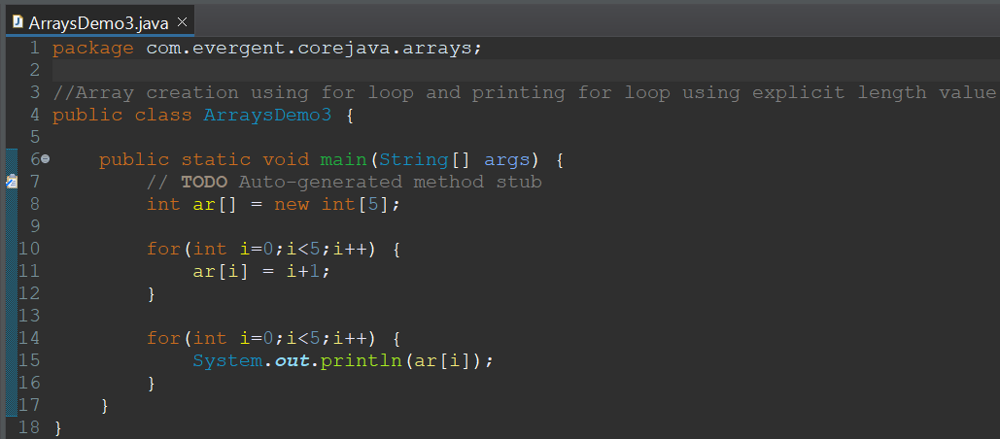 ArraysDemo3.java
1 package com.evergent.corejava.arrays;
2
3 //Array creation using for loop and printing for loop using explicit length value
4 public class ArraysDemo3 {
5
6     public static void main(String[] args) {
7         // TODO Auto-generated method stub
8         int ar[] = new int[5];
9
10         for(int i=0;i<5;i++) {
11             ar[i] = i+1;
12         }
13
14         for(int i=0;i<5;i++) {
15             System.out.println(ar[i]);
16         }
17     }
18 }